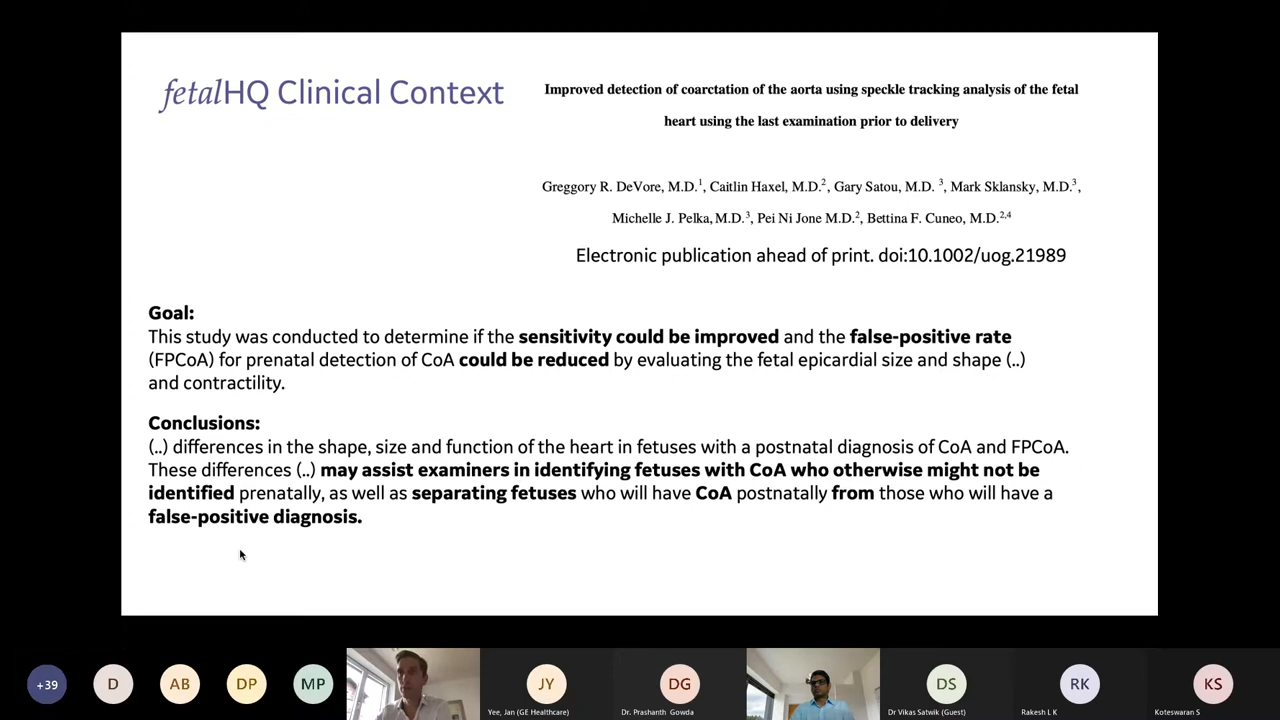 fetalHQ Clinical Context
Improved detection of coarctation of the aorta using speckle tracking analysis of the fetal
heart using the last examination prior to delivery
Greggory R. DeVore, M.D.1, Caitlin Haxel, M.D.2, Gary Satou, M.D. 3, Mark Sklansky, M.D.3,
Michelle J. Pelka, M.D.3, Pei Ni Jone M.D.2, Bettina F. Cuneo, M.D.2,4
Electronic publication ahead of print. doi:10.1002/uog.21989
Goal:
This study was conducted to determine if the sensitivity could be improved and the false-positive rate
(FPCoA) for prenatal detection of CoA could be reduced by evaluating the fetal epicardial size and shape (..)
and contractility.
Conclusions:
(..) differences in the shape, size and function of the heart in fetuses with a postnatal diagnosis of CoA and FPCoA.
These differences (..) may assist examiners in identifying fetuses with CoA who otherwise might not be
identified prenatally, as well as separating fetuses who will have CoA postnatally from those who will have a
false-positive diagnosis.
+39
D
AB
DP
MP
JY
Yee, Jan (GE Healthcare)
DG
Dr. Prashanth Gowda
DS
Dr Vikas Satwik (Guest)
RK
Rakesh L K
KS
Koteswaran S